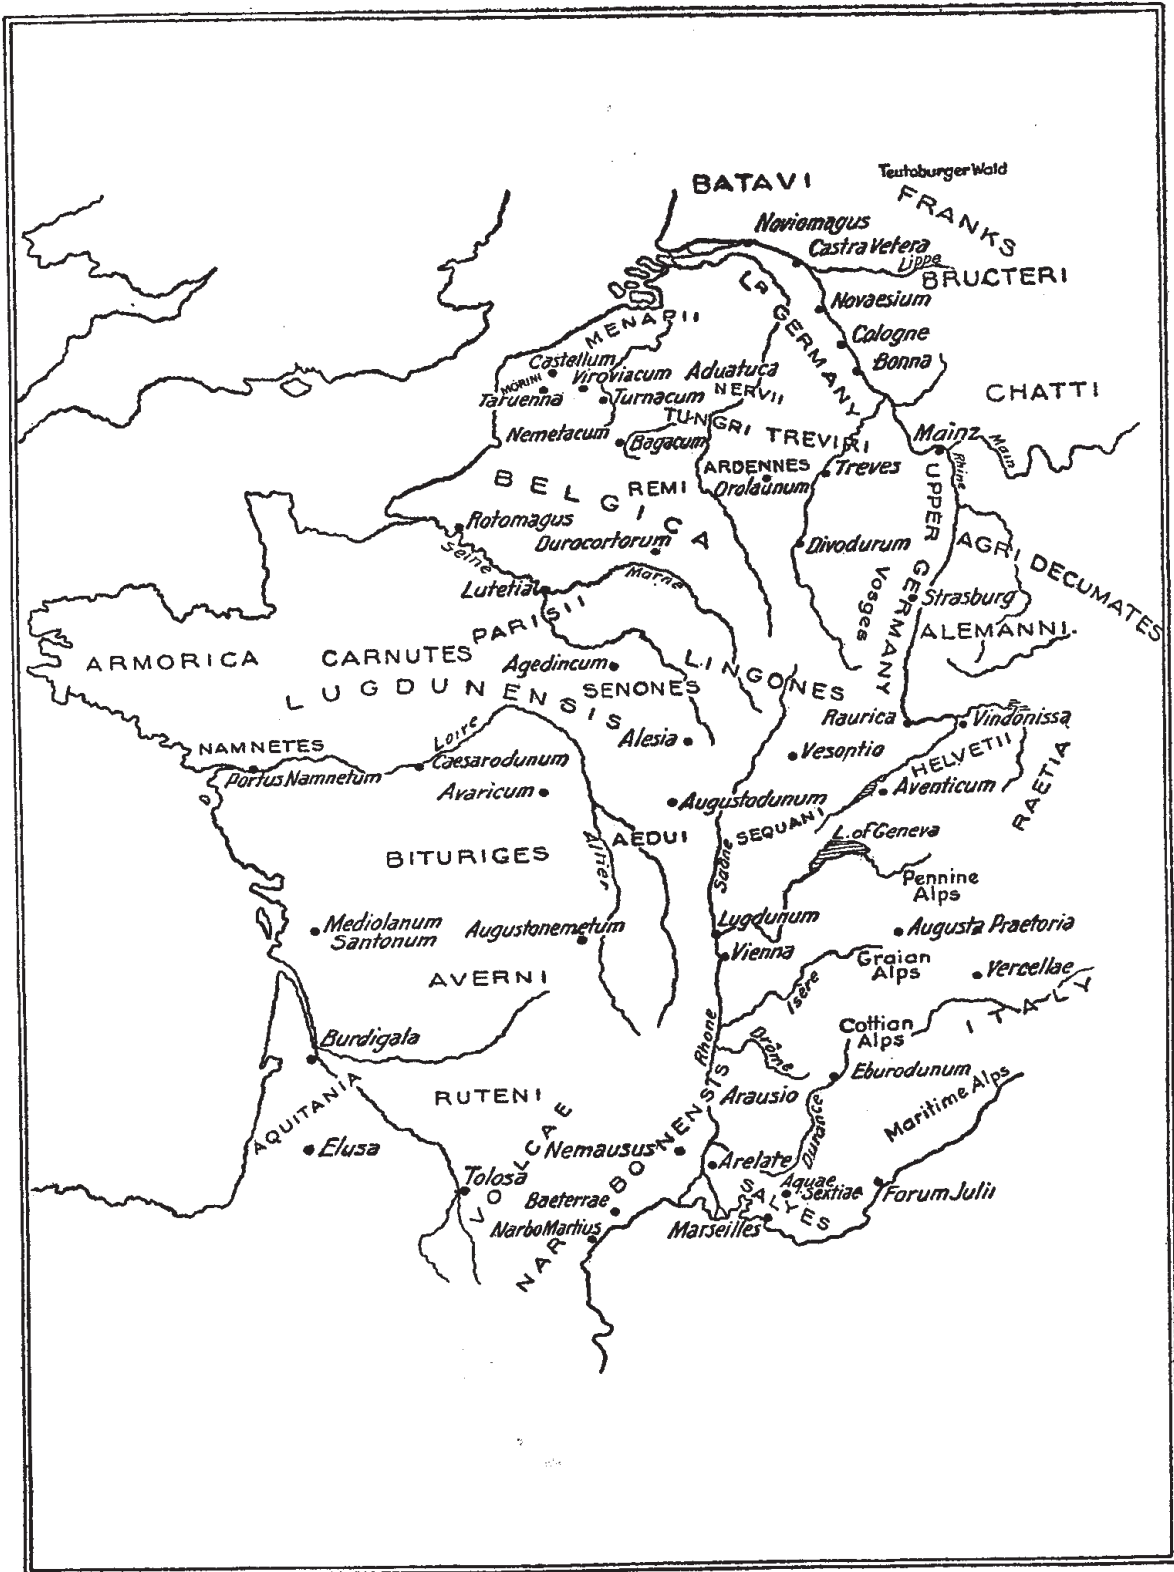 Teutoburger Wald
BATAVI
FRANKS
Noviomagus
Castra Vetera
Lippe
BRUCTERI
Lr GERMANY
Novaesium
MENAPII
Cologne
Castellum
Bonna
MORINI
Viroviacum
Aduatuca
Taruenna
Turnacum
NERVII
CHATTI
TUNGRI
TREVIRI
Nemetacum
Bagacum
Mainz
Main
Rhine
ARDENNES
Treves
BELGICA
REMI
Orolaunum
UPPER GERMANY
Rotomagus
Seine
Durocortorum
Divodurum
AGRI DECUMATES
Vosges
Marne
Lutetia
Strasburg
PARISII
ALEMANNI
ARMORICA
CARNUTES
Agedincum
LINGONES
LUGDUNENSIS
SENONES
Raurica
Vindonissa
NAMNETES
Loire
Alesia
Vesontio
HELVETII
RAETIA
Portus Namnetum
Caesarodunum
Avaricum
Augustodunum
Aventicum
SEQUANI
AEDUI
L. of Geneva
BITURIGES
Allier
Saône
Pennine
Alps
Mediolanum
Santonum
Augustonemetum
Lugdunum
Augusta Praetoria
Vienna
Graian
Alps
Vercellae
AVERNI
Isère
ITALY
Burdigala
Rhone
Drôme
Cottian
Alps
Eburodunum
AQUITANIA
RUTENI
Arausio
Maritime Alps
Durance
Elusa
VOLCAE
Nemausus
NARBONENSIS
Arelate
Tolosa
Aquae
Sextiae
Baeterrae
SALYES
Forum Julii
Narbo Martius
Marseilles